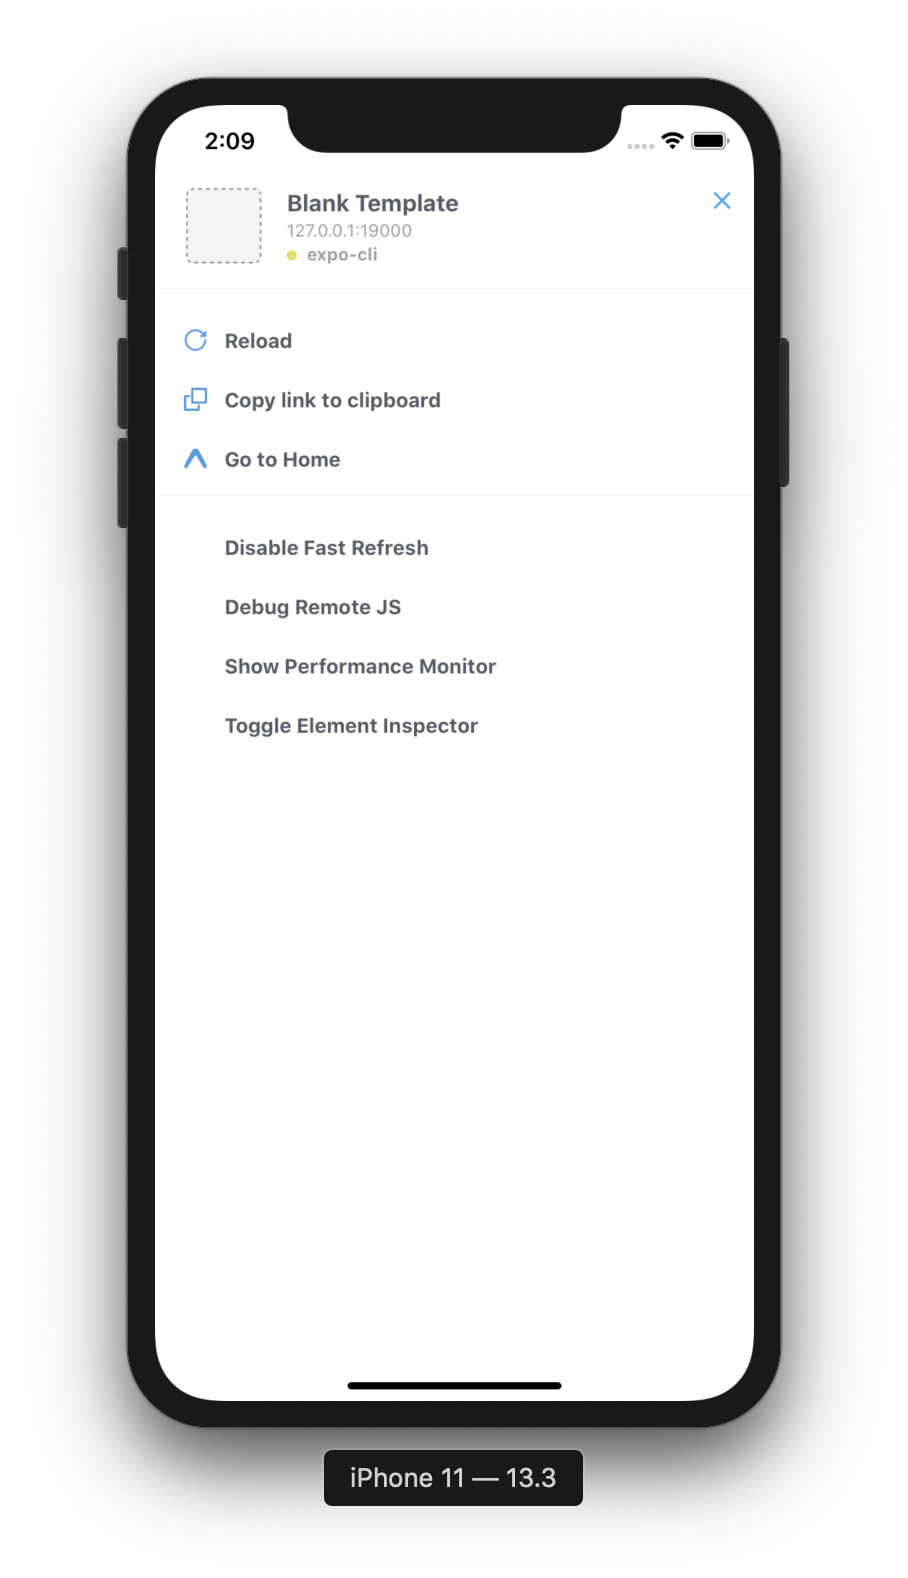 2:09
Blank Template
127.0.0.1:19000
expo-cli
Reload
Copy link to clipboard
Go to Home
Disable Fast Refresh
Debug Remote JS
Show Performance Monitor
Toggle Element Inspector
iPhone 11 — 13.3